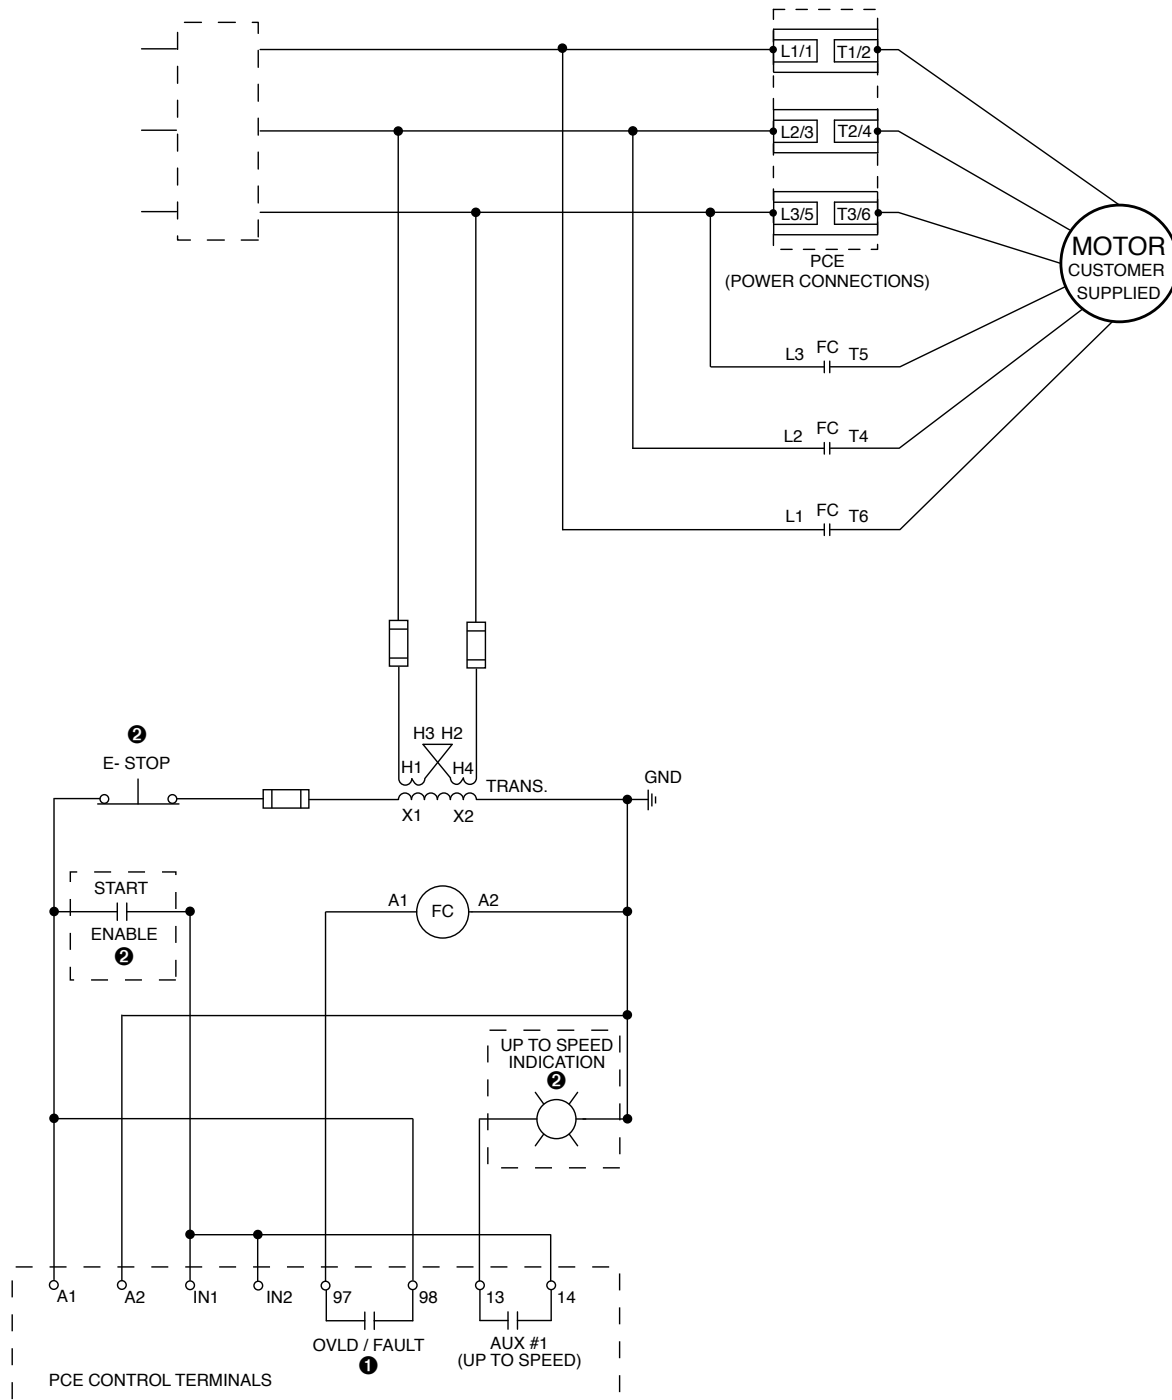 L1/1 T1/2
L2/3 T2/4
L3/5 T3/6
PCE
(POWER CONNECTIONS)
MOTOR
CUSTOMER
SUPPLIED
L3 FC T5
L2 FC T4
L1 FC T6
❷
E- STOP
H3 H2
H1 H4
TRANS.
X1 X2
GND
START
ENABLE
❷
A1 FC A2
UP TO SPEED
INDICATION
❷
A1 A2 IN1 IN2 97 98 13 14
OVLD / FAULT
❶
AUX #1
(UP TO SPEED)
PCE CONTROL TERMINALS